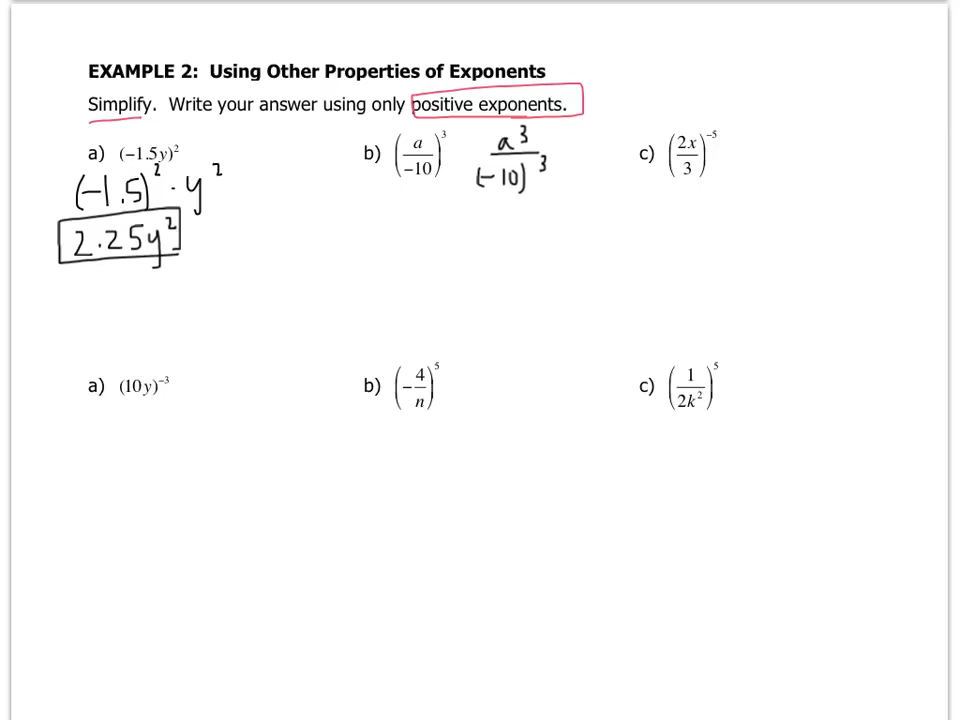 EXAMPLE 2: Using Other Properties of Exponents
Simplify. Write your answer using only positive exponents.
a) (−1.5y)² b) (a/−10)³ a³/(−10)³ c) (2x/3)⁻⁵
(−1.5)² · y²
2.25y²
a) (10y)⁻³ b) (−4/n)⁵ c) (1/2k²)⁵